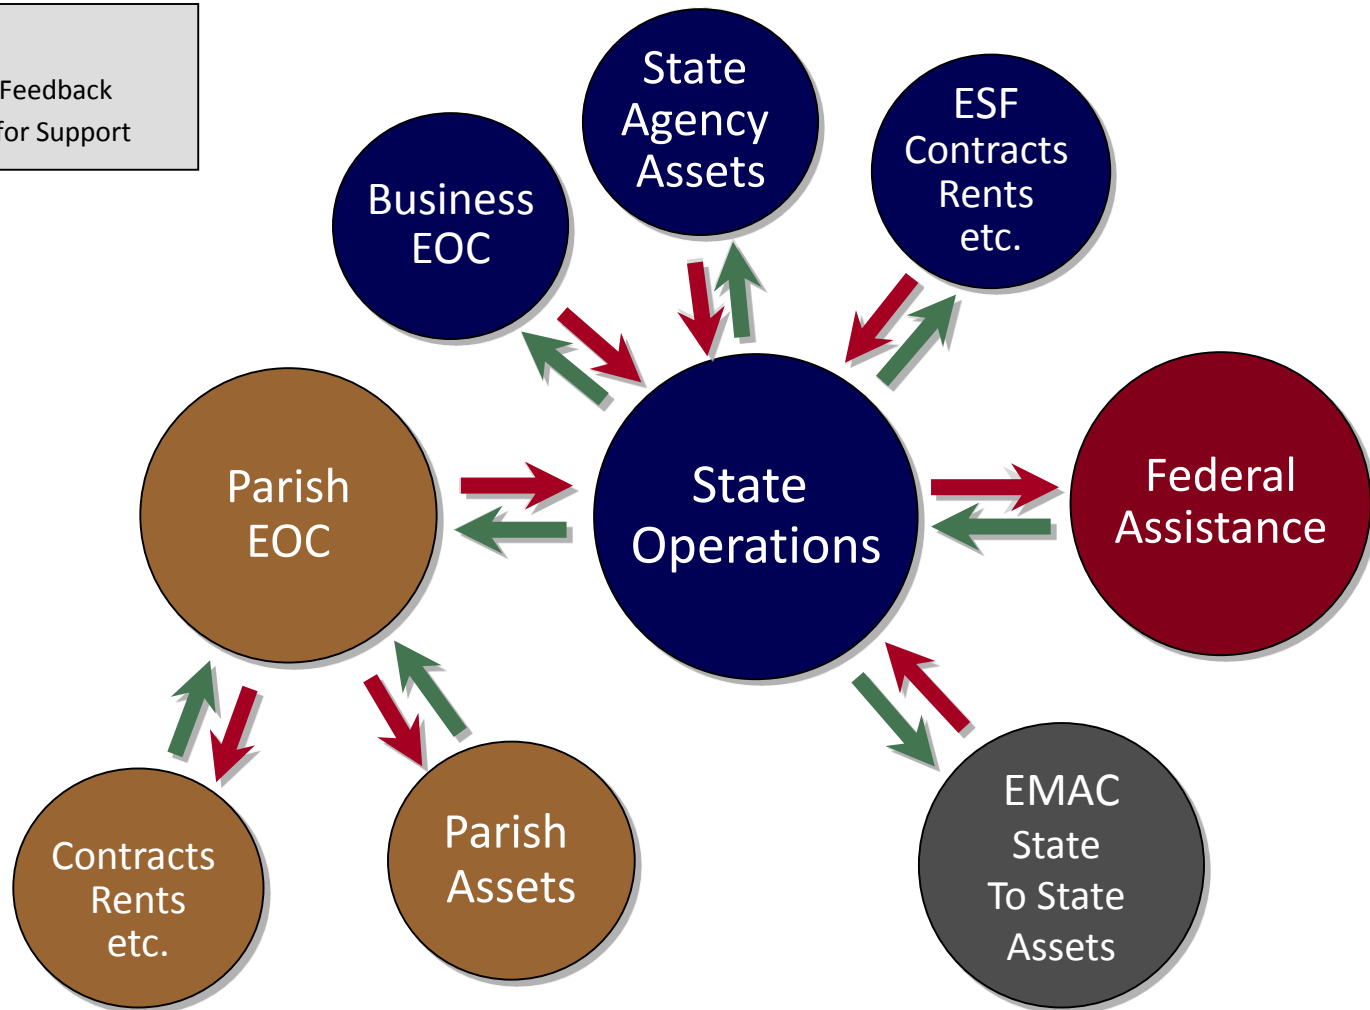 Feedback
for Support
State
Agency
Assets
ESF
Contracts
Rents
etc.
Business
EOC
Parish
EOC
State
Operations
Federal
Assistance
Contracts
Rents
etc.
Parish
Assets
EMAC
State
To State
Assets